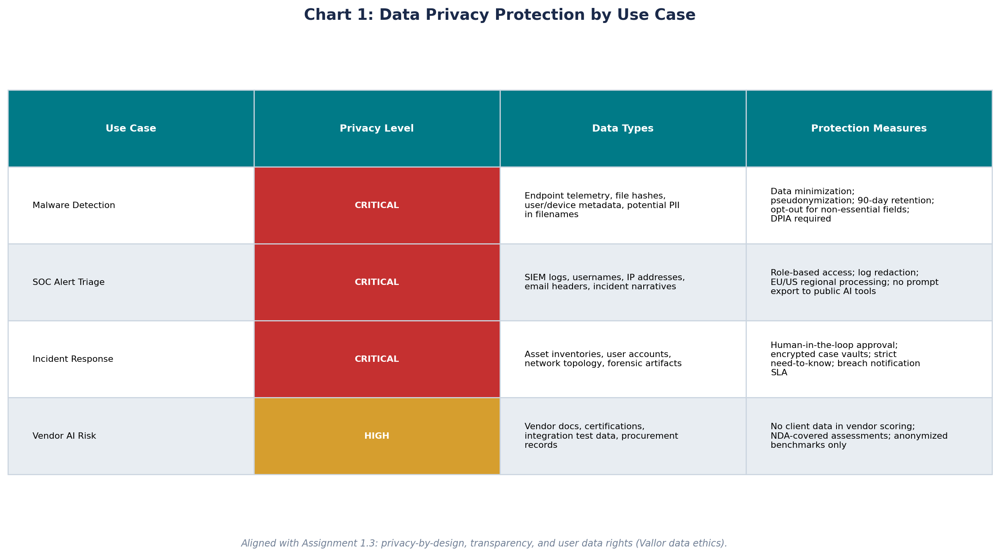 Chart 1: Data Privacy Protection by Use Case
Use Case
Privacy Level
Data Types
Protection Measures
Malware Detection
CRITICAL
Endpoint telemetry, file hashes,
user/device metadata, potential PII
in filenames
Data minimization;
pseudonymization; 90-day retention;
opt-out for non-essential fields;
DPIA required
SOC Alert Triage
CRITICAL
SIEM logs, usernames, IP addresses,
email headers, incident narratives
Role-based access; log redaction;
EU/US regional processing; no prompt
export to public AI tools
Incident Response
CRITICAL
Asset inventories, user accounts,
network topology, forensic artifacts
Human-in-the-loop approval;
encrypted case vaults; strict
need-to-know; breach notification
SLA
Vendor AI Risk
HIGH
Vendor docs, certifications,
integration test data, procurement
records
No client data in vendor scoring;
NDA-covered assessments; anonymized
benchmarks only
Aligned with Assignment 1.3: privacy-by-design, transparency, and user data rights (Vallor data ethics).